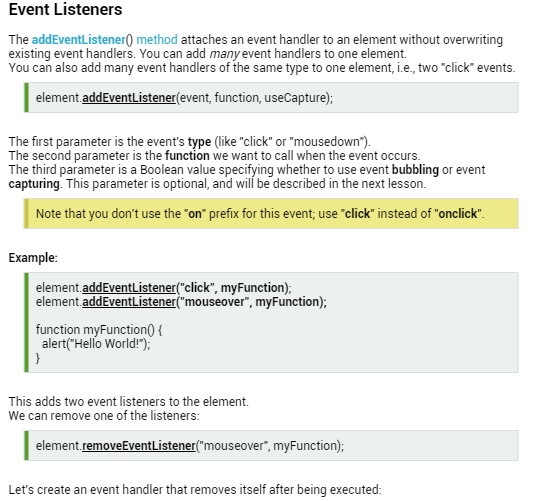 Event Listeners
The addEventListener() method attaches an event handler to an element without overwriting
existing event handlers. You can add many event handlers to one element.
You can also add many event handlers of the same type to one element, i.e., two "click" events.
element.addEventListener(event, function, useCapture);
The first parameter is the event's type (like "click" or "mousedown").
The second parameter is the function we want to call when the event occurs.
The third parameter is a Boolean value specifying whether to use event bubbling or event
capturing. This parameter is optional, and will be described in the next lesson.
Note that you don't use the "on" prefix for this event; use "click" instead of "onclick".
Example:
element.addEventListener("click", myFunction);
element.addEventListener("mouseover", myFunction);
function myFunction() {
alert("Hello World!");
}
This adds two event listeners to the element.
We can remove one of the listeners:
element.removeEventListener("mouseover", myFunction);
Let's create an event handler that removes itself after being executed: